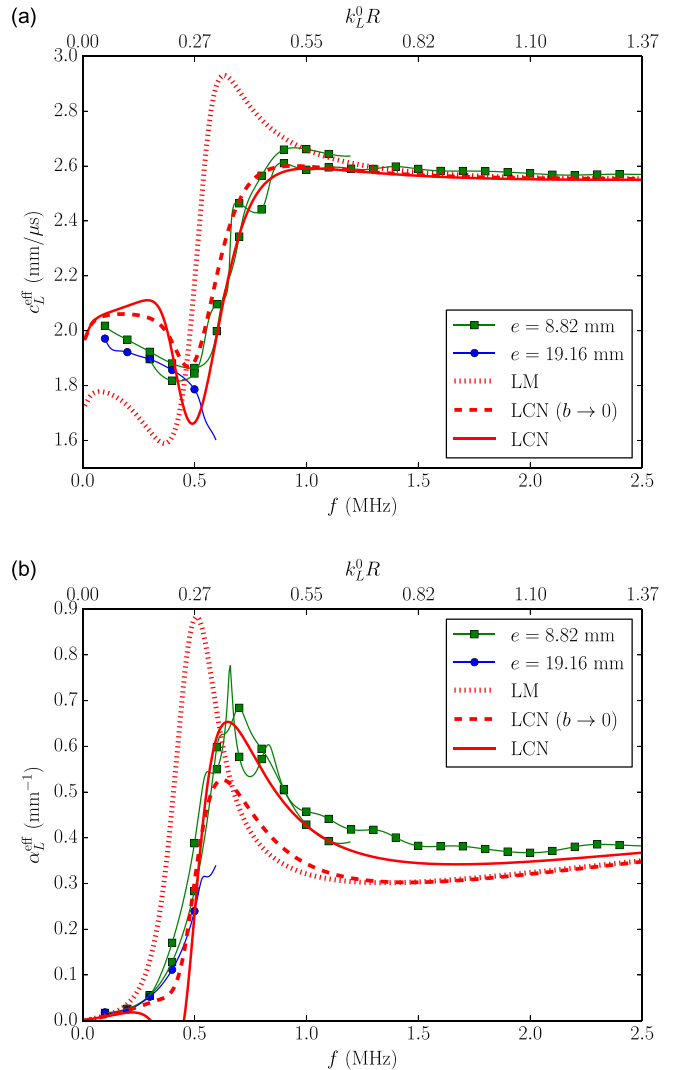 (a)
k_L^0 R
0.00 0.27 0.55 0.82 1.10 1.37
3.0
2.8
2.6
2.4
2.2
2.0
1.8
1.6
c_L^eff (mm/μs)
e = 8.82 mm
e = 19.16 mm
LM
LCN (b → 0)
LCN
0.0 0.5 1.0 1.5 2.0 2.5
f (MHz)
(b)
k_L^0 R
0.00 0.27 0.55 0.82 1.10 1.37
0.9
0.8
0.7
0.6
0.5
0.4
0.3
0.2
0.1
0.0
α_L^eff (mm⁻¹)
e = 8.82 mm
e = 19.16 mm
LM
LCN (b → 0)
LCN
0.0 0.5 1.0 1.5 2.0 2.5
f (MHz)